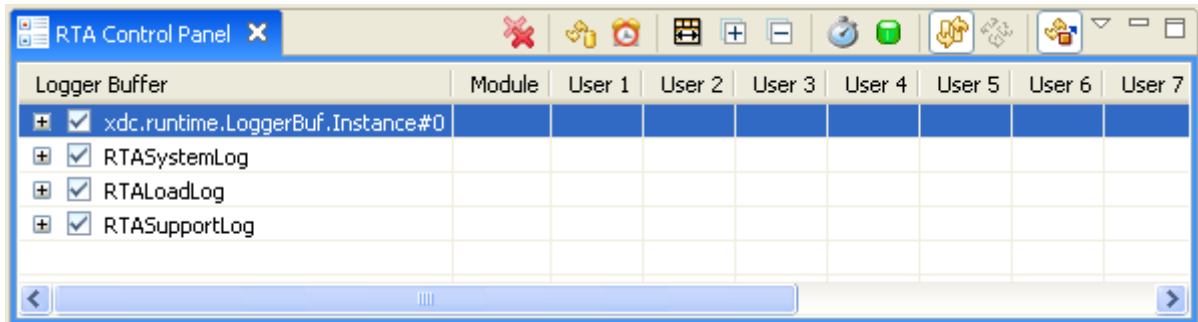 RTA Control Panel
Logger Buffer Module User 1 User 2 User 3 User 4 User 5 User 6 User 7
xdc.runtime.LoggerBuf.Instance#0
RTASystemLog
RTALoadLog
RTASupportLog